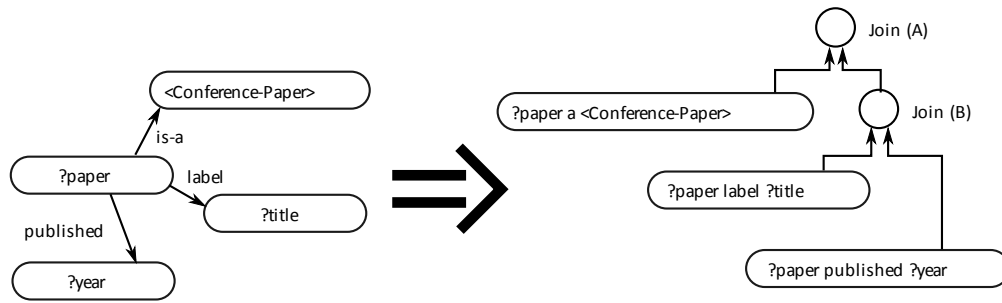 <Conference-Paper>
is-a
?paper
label
?title
published
?year
Join (A)
?paper a <Conference-Paper>
Join (B)
?paper label ?title
?paper published ?year